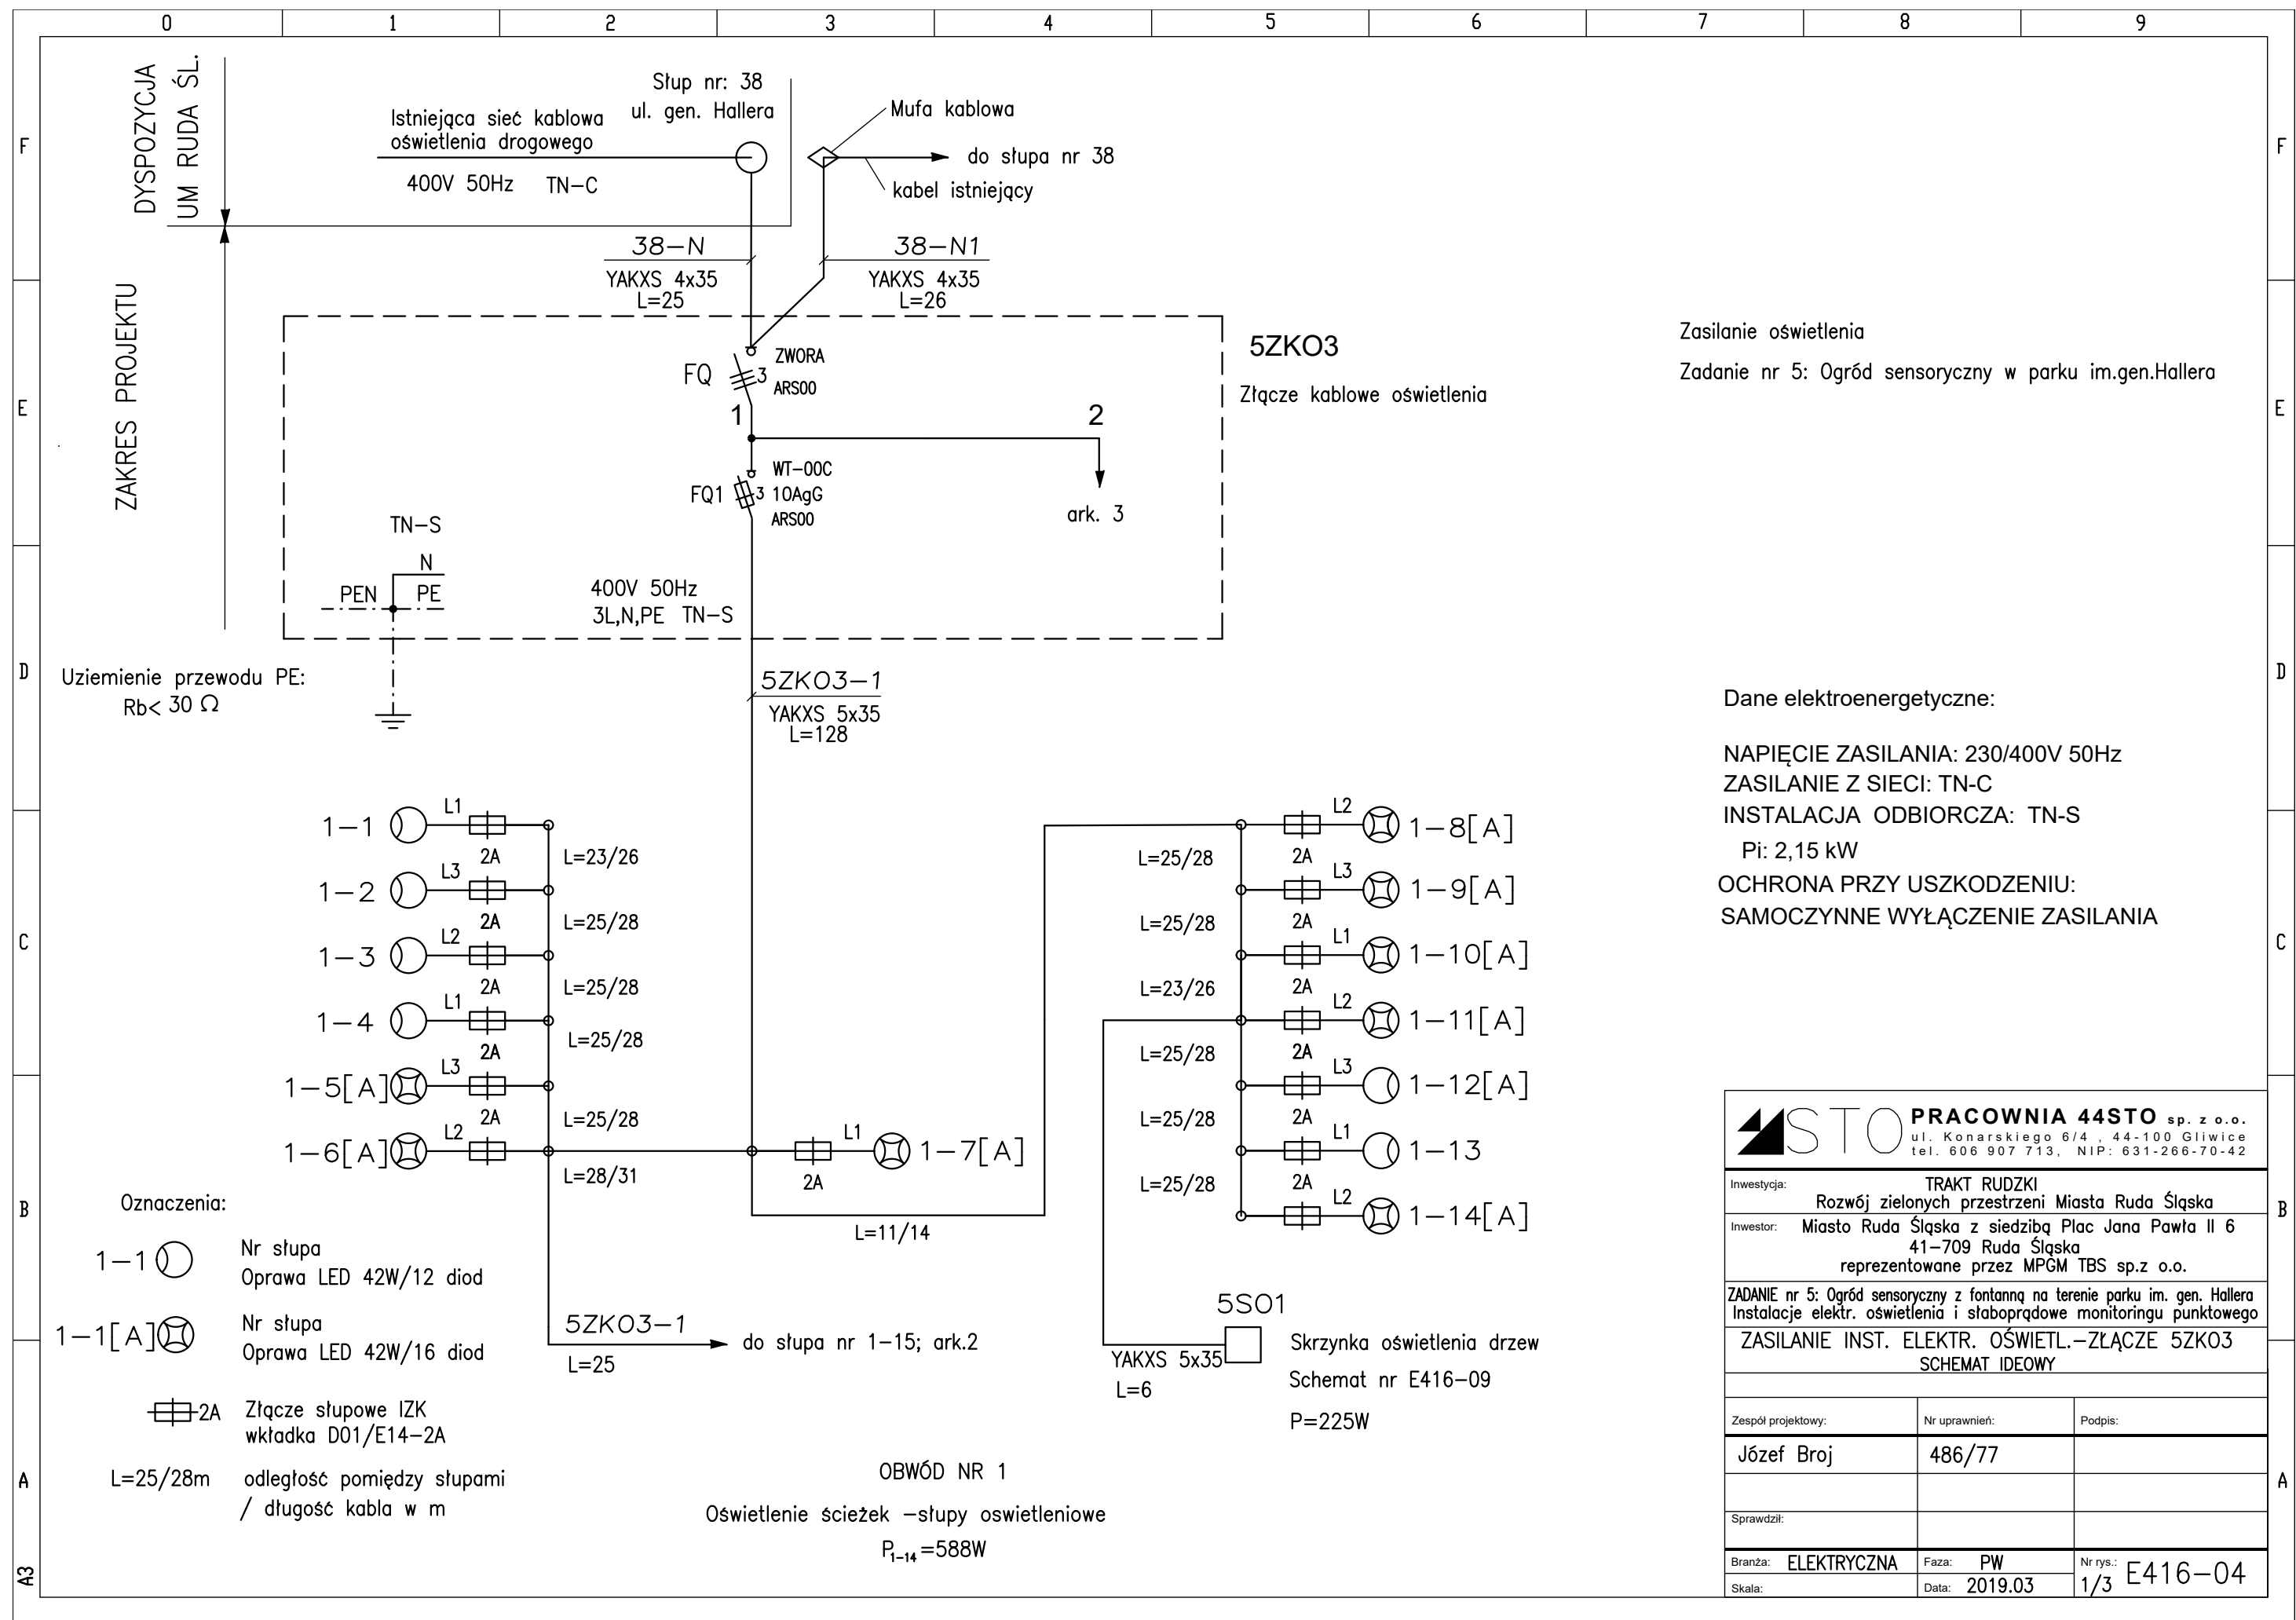 0 1 2 3 4 5 6 7 8 9
F
E
D
C
B
A
A3
F
E
D
C
B
A
DYSPOZYCJA
UM RUDA ŚL.
ZAKRES PROJEKTU
Słup nr: 38
ul. gen. Hallera
Istniejąca sieć kablowa
oświetlenia drogowego
400V 50Hz TN-C
Mufa kablowa
do słupa nr 38
kabel istniejący
38-N
YAKXS 4x35
L=25
38-N1
YAKXS 4x35
L=26
5ZKO3
Złącze kablowe oświetlenia
FQ
3
ZWORA
ARS00
1
2
ark. 3
FQ1
3
WT-00C
10AgG
ARS00
TN-S
N
PEN
PE
400V 50Hz
3L,N,PE TN-S
Uziemienie przewodu PE:
Rb< 30 Ω
5ZKO3-1
YAKXS 5x35
L=128
Zasilanie oświetlenia
Zadanie nr 5: Ogród sensoryczny w parku im.gen.Hallera
Dane elektroenergetyczne:
NAPIĘCIE ZASILANIA: 230/400V 50Hz
ZASILANIE Z SIECI: TN-C
INSTALACJA ODBIORCZA: TN-S
Pi: 2,15 kW
OCHRONA PRZY USZKODZENIU:
SAMOCZYNNE WYŁĄCZENIE ZASILANIA
1-1 L1
2A L=23/26
1-2 L3
2A L=25/28
1-3 L2
2A L=25/28
1-4 L1
2A L=25/28
1-5[A] L3
2A L=25/28
1-6[A] L2
L=28/31
L1 1-7[A]
2A
L=11/14
L2 1-8[A]
L=25/28 2A
L3 1-9[A]
L=25/28 2A
L1 1-10[A]
L=23/26 2A
L2 1-11[A]
L=25/28 2A
L3 1-12[A]
L=25/28 2A
L1 1-13
L=25/28 2A
L2 1-14[A]
5ZKO3-1
L=25
do słupa nr 1-15; ark.2
5SO1
YAKXS 5x35
L=6
Skrzynka oświetlenia drzew
Schemat nr E416-09
P=225W
Oznaczenia:
1-1
Nr słupa
Oprawa LED 42W/12 diod
1-1[A]
Nr słupa
Oprawa LED 42W/16 diod
2A
Złącze słupowe IZK
wkładka D01/E14-2A
L=25/28m
odległość pomiędzy słupami
/ długość kabla w m
OBWÓD NR 1
Oświetlenie ścieżek -słupy oswietleniowe
P1-14=588W
STO
PRACOWNIA 44STO sp. z o.o.
ul. Konarskiego 6/4 , 44-100 Gliwice
tel. 606 907 713, NIP: 631-266-70-42
Inwestycja: TRAKT RUDZKI
Rozwój zielonych przestrzeni Miasta Ruda Śląska
Inwestor: Miasto Ruda Śląska z siedzibą Plac Jana Pawła II 6
41-709 Ruda Śląska
reprezentowane przez MPGM TBS sp.z o.o.
ZADANIE nr 5: Ogród sensoryczny z fontanną na terenie parku im. gen. Hallera
Instalacje elektr. oświetlenia i słaboprądowe monitoringu punktowego
ZASILANIE INST. ELEKTR. OŚWIETL.-ZŁĄCZE 5ZKO3
SCHEMAT IDEOWY
Zespół projektowy: Nr uprawnień: Podpis:
Józef Broj 486/77
Sprawdził:
Branża: ELEKTRYCZNA Faza: PW Nr rys.: 1/3 E416-04
Skala: Data: 2019.03